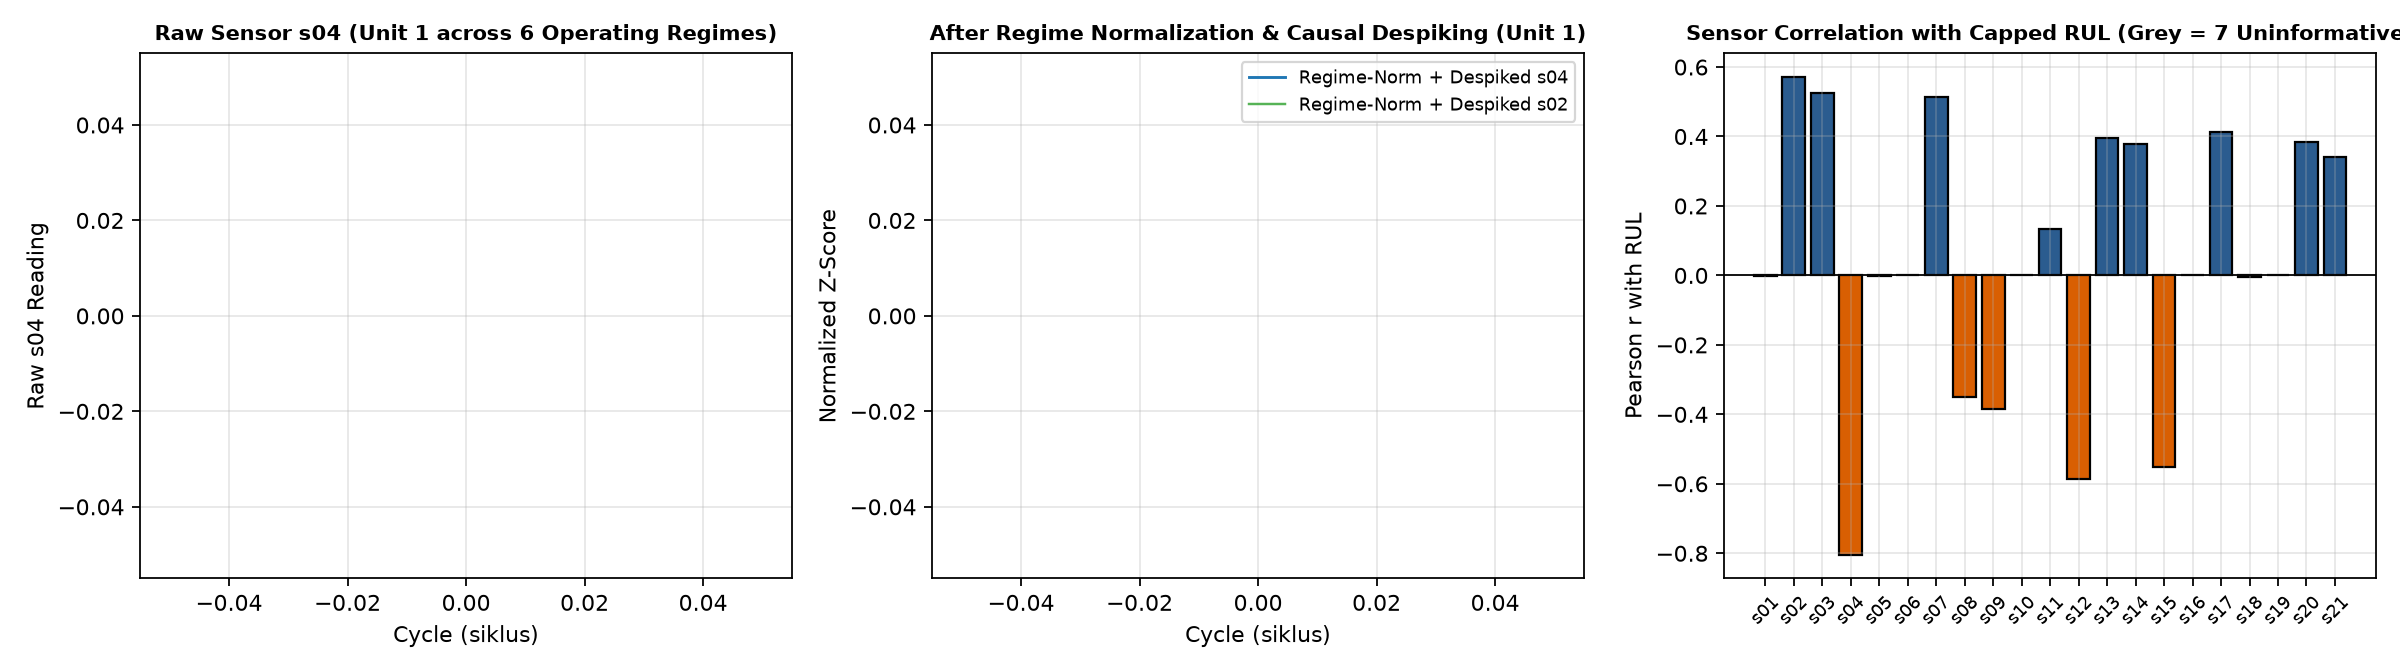 Raw Sensor s04 (Unit 1 across 6 Operating Regimes)
Raw s04 Reading
0.04
0.02
0.00
−0.02
−0.04
−0.04
−0.02
0.00
0.02
0.04
Cycle (siklus)
After Regime Normalization & Causal Despiking (Unit 1)
Regime-Norm + Despiked s04
Regime-Norm + Despiked s02
Normalized Z-Score
0.04
0.02
0.00
−0.02
−0.04
−0.04
−0.02
0.00
0.02
0.04
Cycle (siklus)
Sensor Correlation with Capped RUL (Grey = 7 Uninformative
Pearson r with RUL
0.6
0.4
0.2
0.0
−0.2
−0.4
−0.6
−0.8
s01
s02
s03
s04
s05
s06
s07
s08
s09
s10
s11
s12
s13
s14
s15
s16
s17
s18
s19
s20
s21